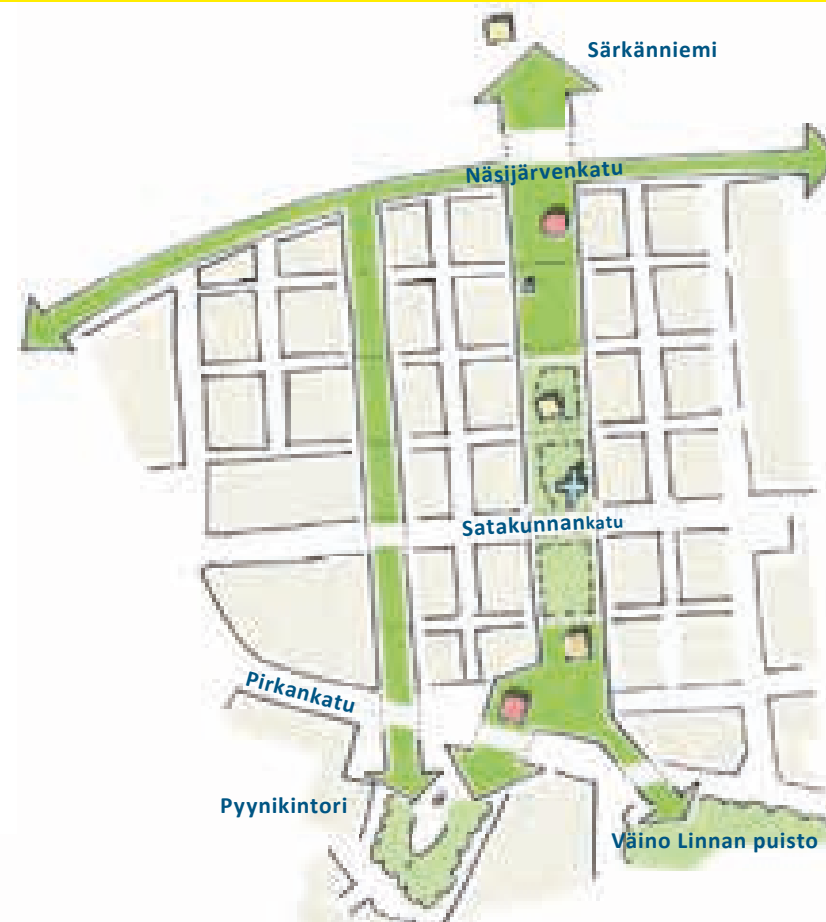 Särkänniemi
Näsijärvenkatu
Satakunnankatu
Pirkankatu
Pyynikintori
Väino Linnan puisto